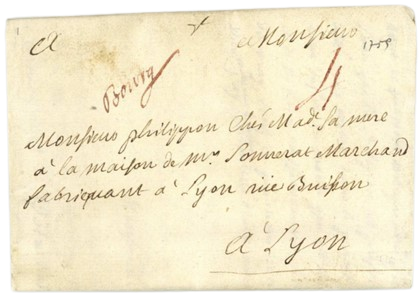 A Monsieur
1759
Bourg
4
Monsieur philippon Chés Mad. Sa mere
à la maison de Mr. Sonnerat Marchand
fabriquant à Lyon rüe Buisson
à Lyon